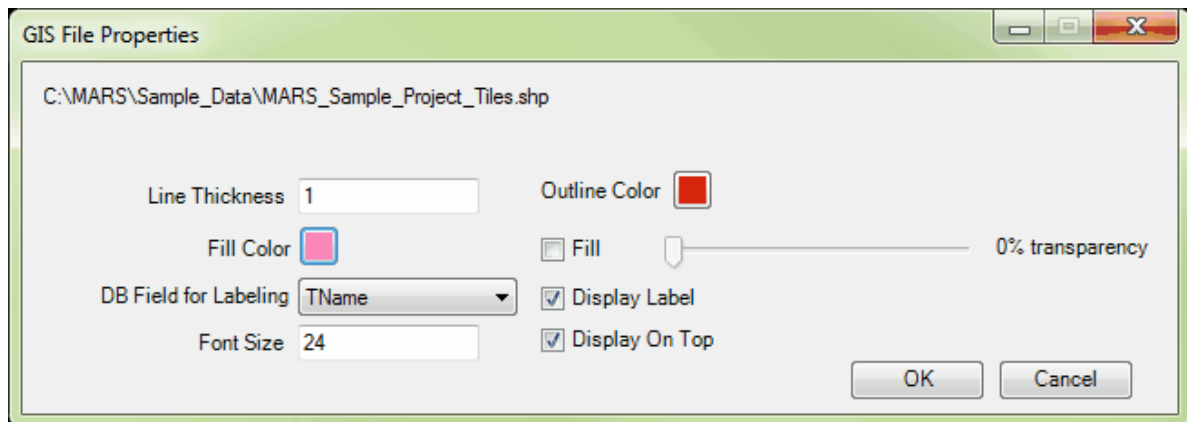 GIS File Properties
C:\MARS\Sample_Data\MARS_Sample_Project_Tiles.shp
Line Thickness 1 Outline Color
Fill Color Fill 0% transparency
DB Field for Labeling TName Display Label
Font Size 24 Display On Top
OK Cancel